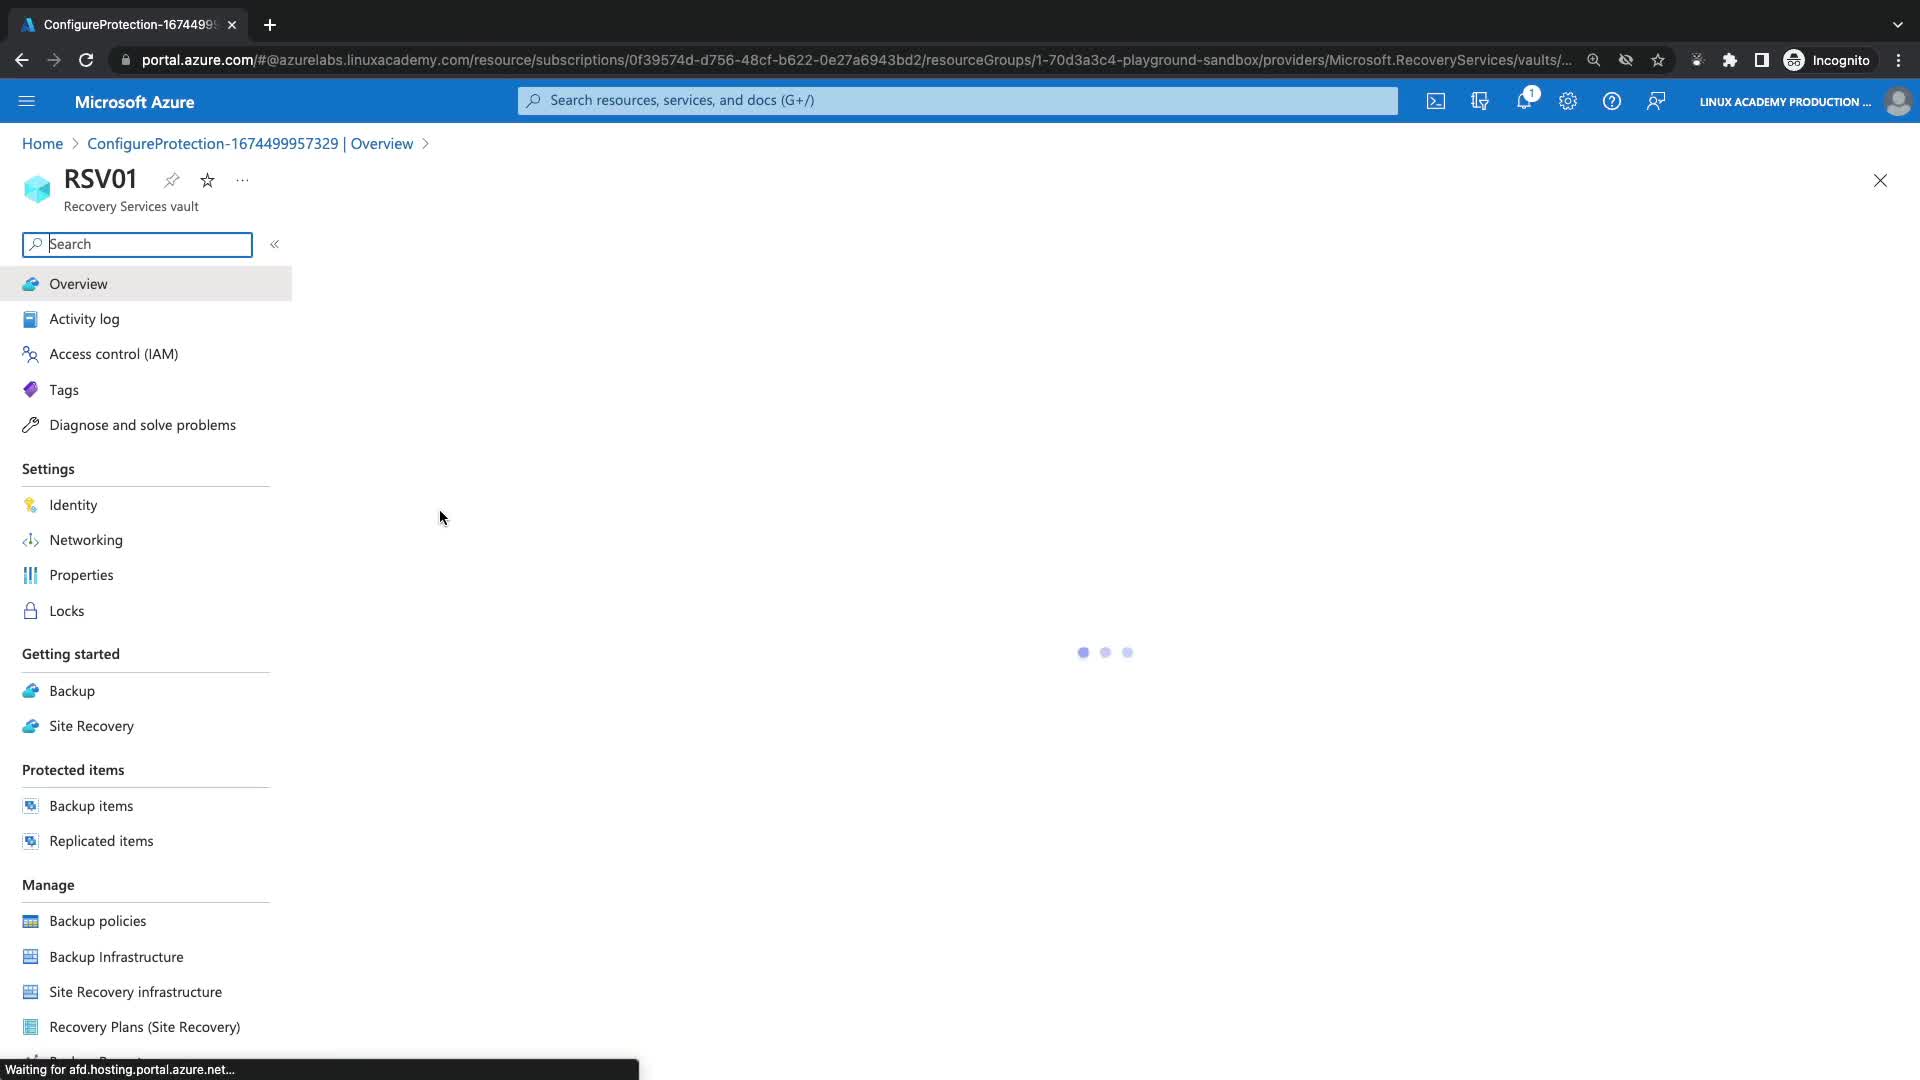 ConfigureProtection-1674499
portal.azure.com/#@azurelabs.linuxacademy.com/resource/subscriptions/0f39574d-d756-48cf-b622-0e27a6943bd2/resourceGroups/1-70d3a3c4-playground-sandbox/providers/Microsoft.RecoveryServices/vaults/...
Incognito
Microsoft Azure
Search resources, services, and docs (G+/)
1
LINUX ACADEMY PRODUCTION ...
Home > ConfigureProtection-1674499957329 | Overview >
RSV01
...
Recovery Services vault
Search
«
Overview
Activity log
Access control (IAM)
Tags
Diagnose and solve problems
Settings
Identity
Networking
Properties
Locks
Getting started
Backup
Site Recovery
Protected items
Backup items
Replicated items
Manage
Backup policies
Backup Infrastructure
Site Recovery infrastructure
Recovery Plans (Site Recovery)
Waiting for afd.hosting.portal.azure.net...